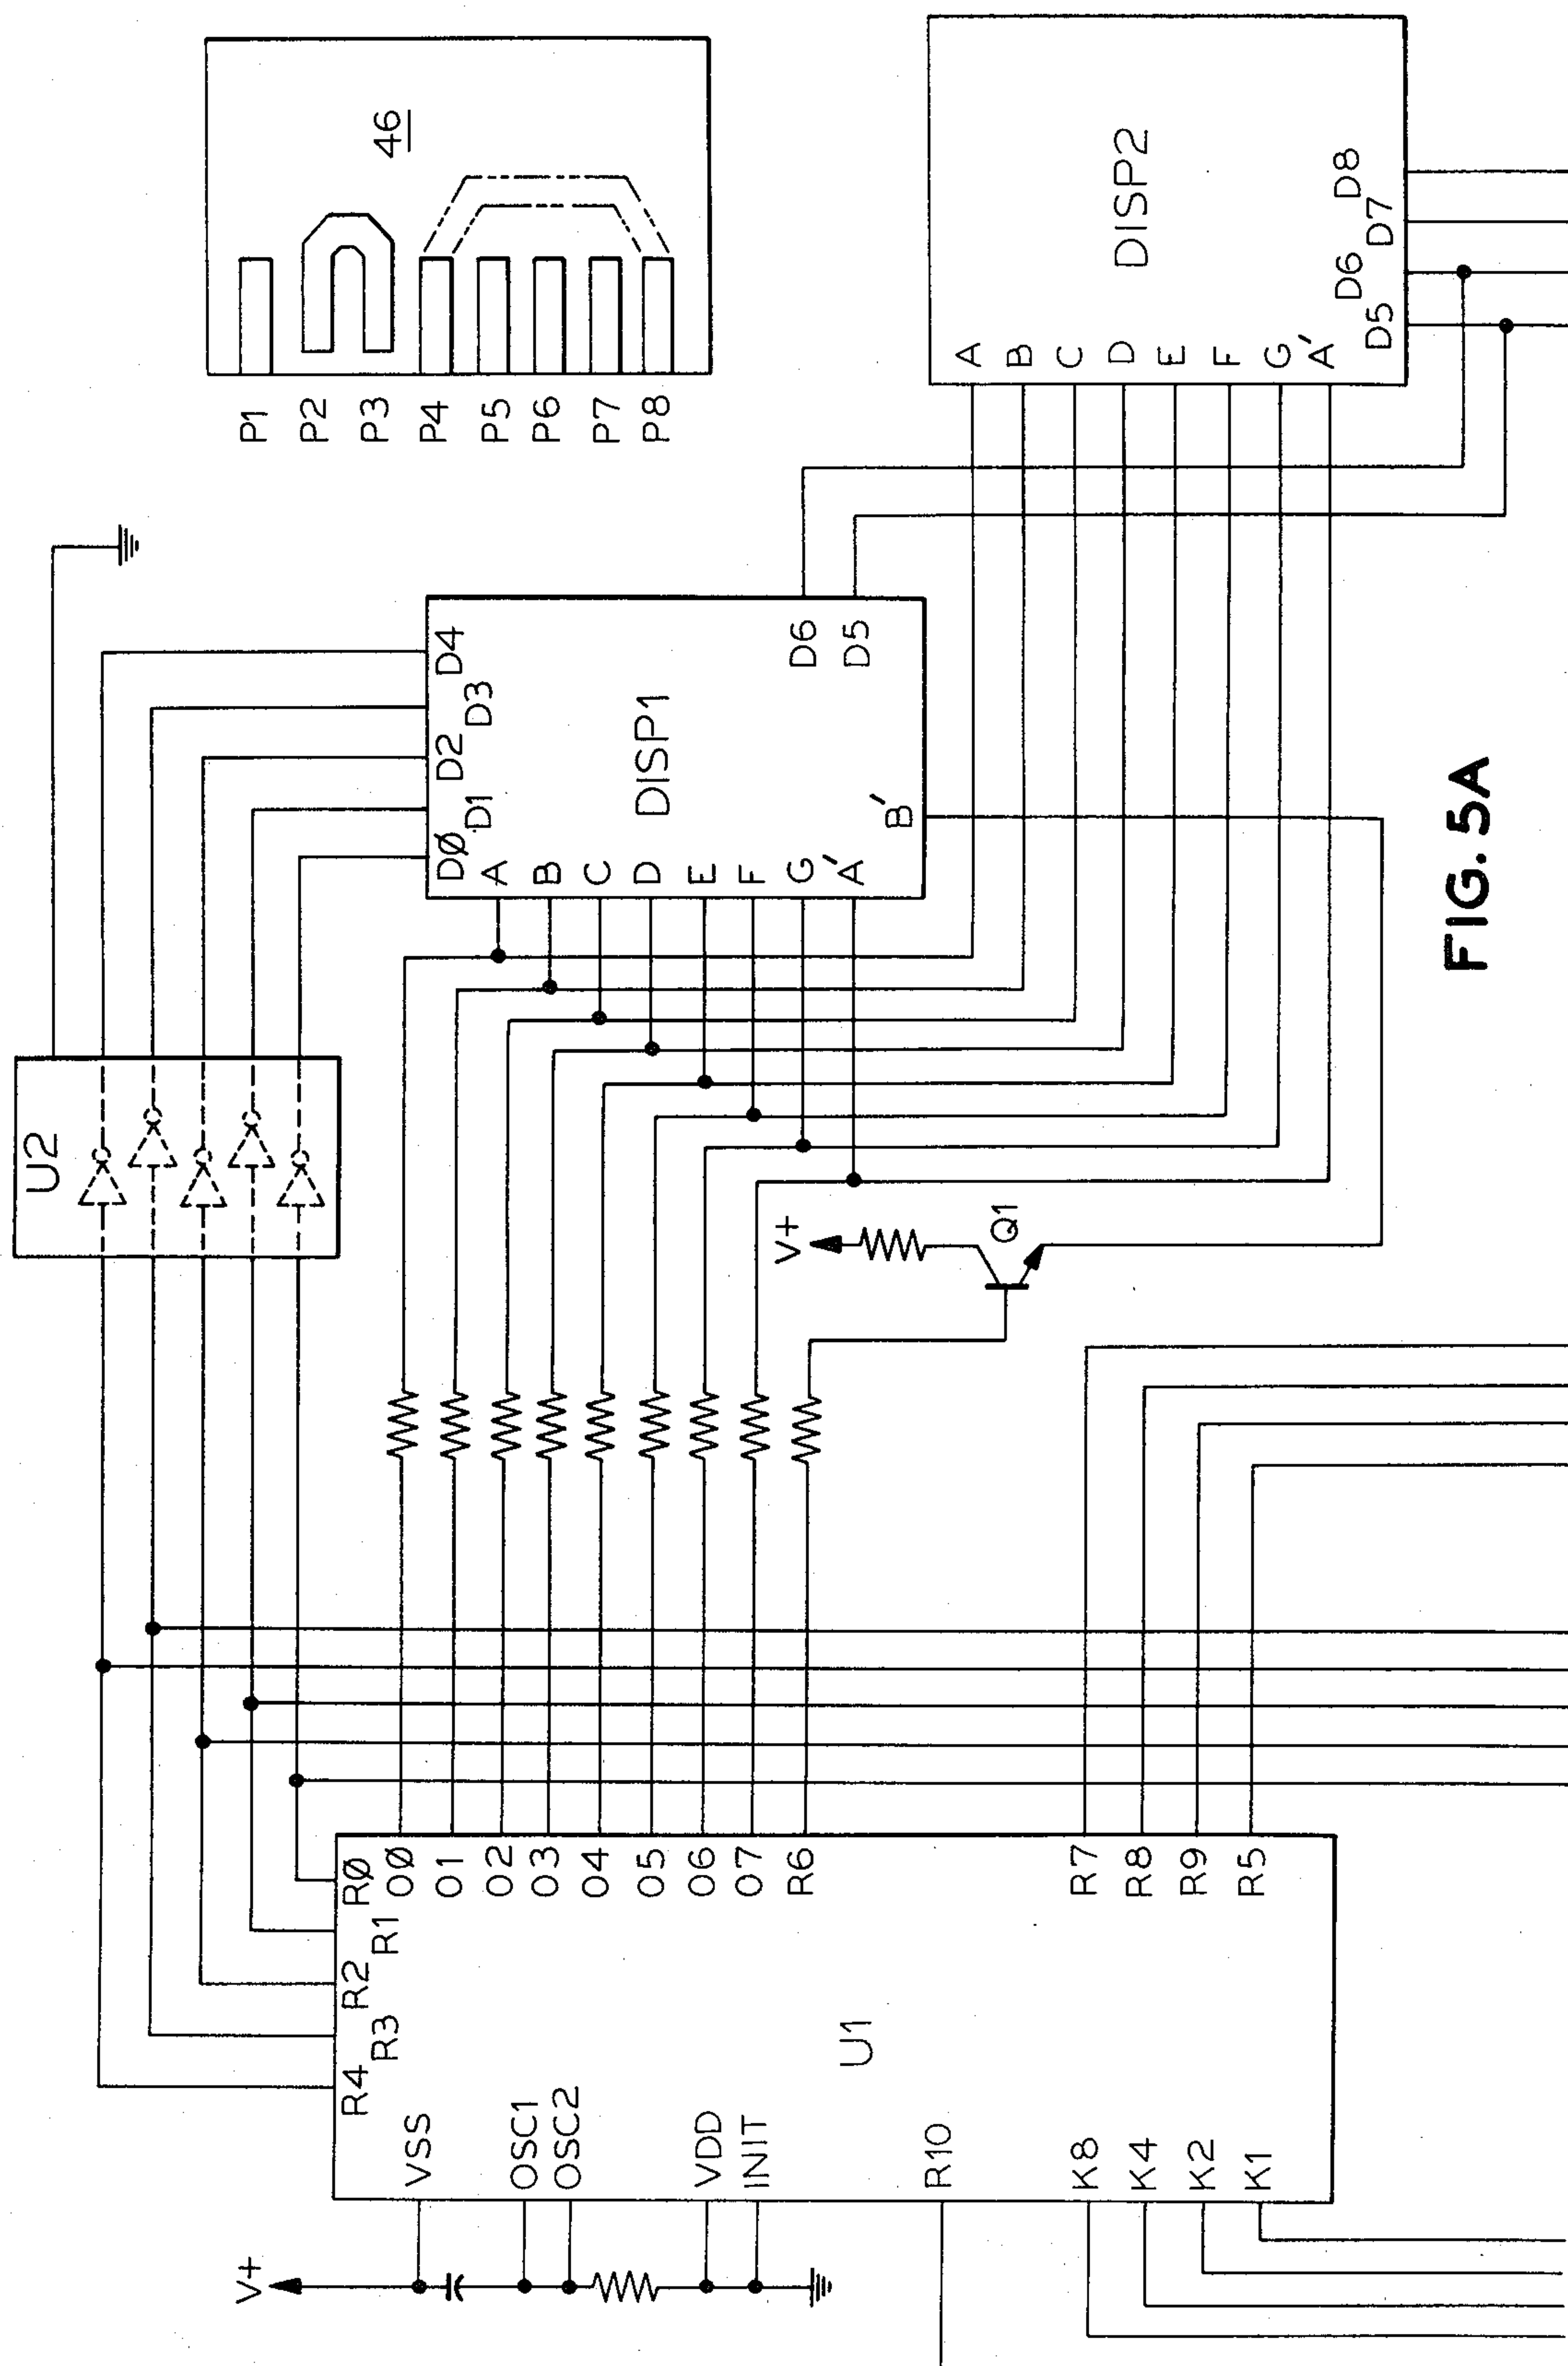 46
P1
P2
P3
P4
P5
P6
P7
P8
DISP2
A
B
C
D
E
F
G
A'
D5
D6
D7
D8
U2
DISP1
DØ
D1
D2
D3
D4
A
B
C
D
E
F
G
A'
B'
D6
D5
V+
Q1
U1
R4
R3
R2
R1
RØ
OØ
O1
O2
O3
O4
O5
O6
O7
R6
R7
R8
R9
R5
VSS
OSC1
OSC2
VDD
INIT
R10
K8
K4
K2
K1
V+
FIG. 5A